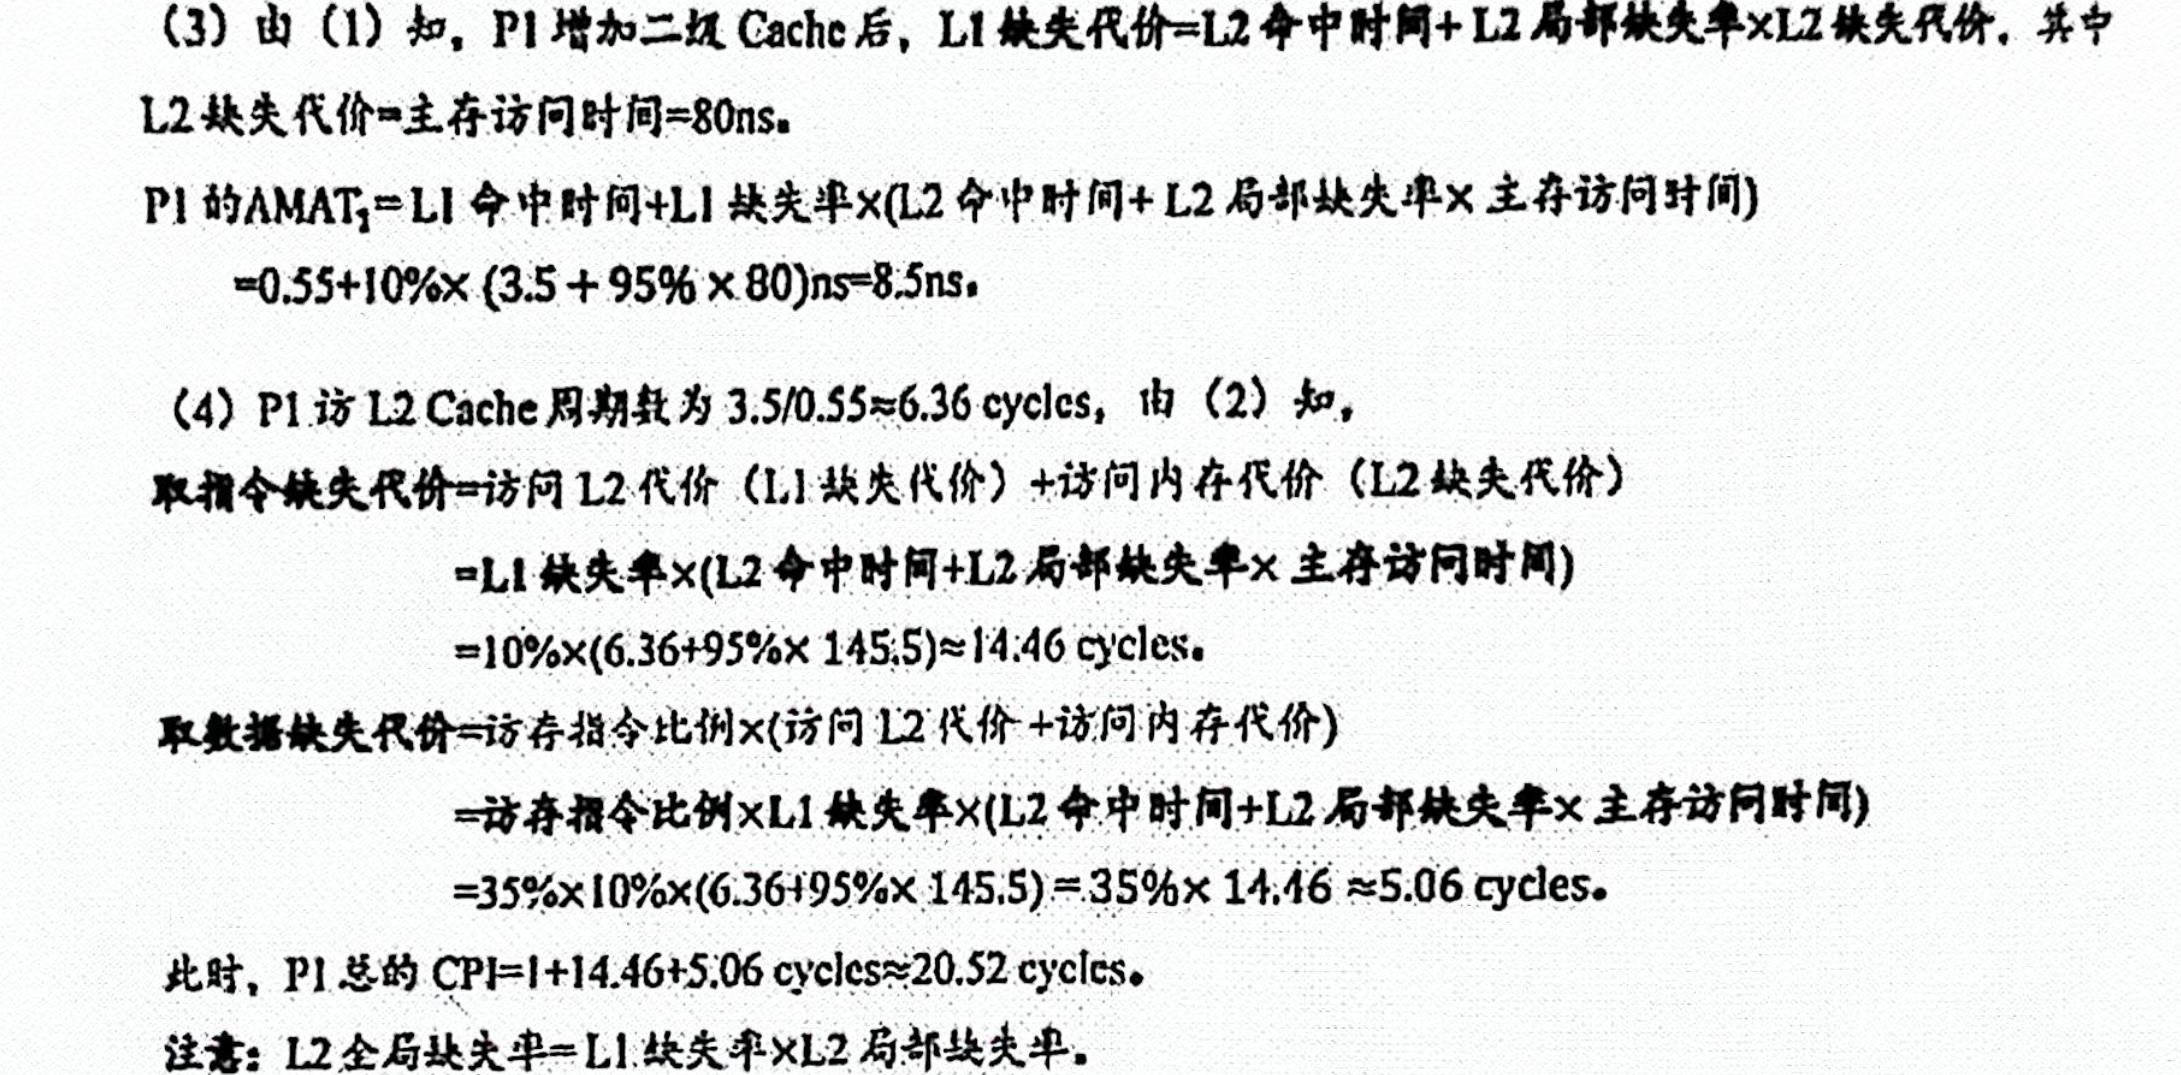 （3）由（1）知，P1 增加二级 Cache 后，L1 缺失代价=L2 命中时间+ L2 局部缺失率×L2 缺失代价，其中
L2 缺失代价=主存访问时间=80ns。
P1 的AMAT₁= L1 命中时间+L1 缺失率×(L2 命中时间+ L2 局部缺失率× 主存访问时间)
=0.55+10%× (3.5 + 95% × 80)ns=8.5ns。
（4）P1 访 L2 Cache 周期数为 3.5/0.55≈6.36 cycles，由（2）知，
取指令缺失代价=访问 L2 代价（L1 缺失代价）+访问内存代价（L2 缺失代价）
=L1 缺失率×(L2 命中时间+L2 局部缺失率× 主存访问时间)
=10%×(6.36+95%× 145.5)≈14.46 cycles。
取数据缺失代价=访存指令比例×(访问 L2 代价 +访问内存代价)
=访存指令比例×L1 缺失率×(L2 命中时间+L2 局部缺失率× 主存访问时间)
=35%×10%×(6.36+95%× 145.5) = 35%× 14.46 ≈5.06 cycles。
此时，P1 总的 CPI=1+14.46+5.06 cycles≈20.52 cycles。
注意：L2 全局缺失率= L1 缺失率×L2 局部缺失率。